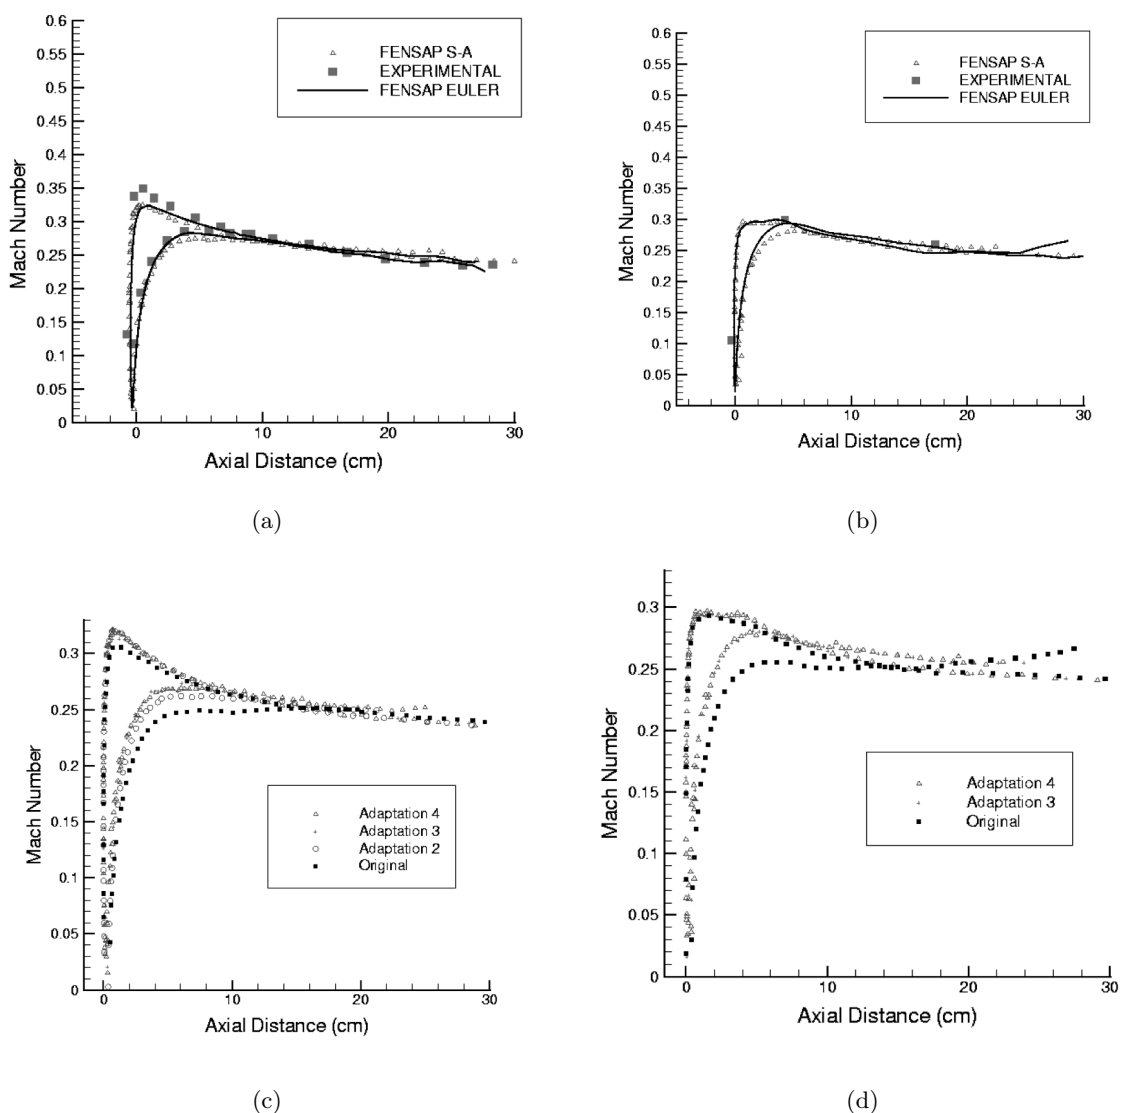 0.6
0.55
0.5
0.45
0.4
0.35
0.3
0.25
0.2
0.15
0.1
0.05
0
Mach Number
FENSAP S-A
EXPERIMENTAL
FENSAP EULER
0 10 20 30
Axial Distance (cm)
(a)
0.6
0.55
0.5
0.45
0.4
0.35
0.3
0.25
0.2
0.15
0.1
0.05
0
Mach Number
FENSAP S-A
EXPERIMENTAL
FENSAP EULER
0 10 20 30
Axial Distance (cm)
(b)
0.3
0.25
0.2
0.15
0.1
0.05
0
Mach Number
Adaptation 4
Adaptation 3
Adaptation 2
Original
0 10 20 30
Axial Distance (cm)
(c)
0.3
0.25
0.2
0.15
0.1
0.05
0
Mach Number
Adaptation 4
Adaptation 3
Original
0 10 20 30
Axial Distance (cm)
(d)